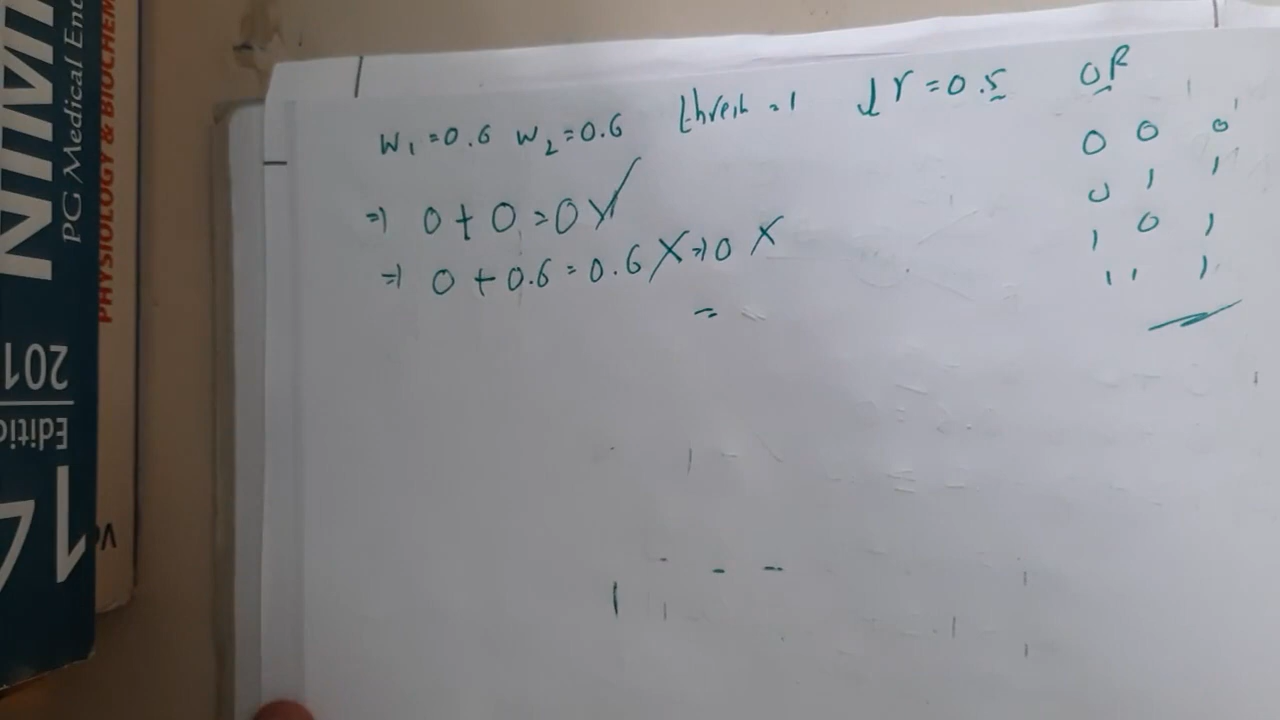 w₁ = 0.6 w₂ = 0.6 thresh = 1 lr = 0.5 OR
0 0 0
0 1 1
1 0 1
1 1 1
⇒ 0 + 0 = 0 ✓
⇒ 0 + 0.6 = 0.6 X ⇒ 0 X
PG Medical Ent
201
Editio
14
PHYSIOLOGY & BIOCHEM